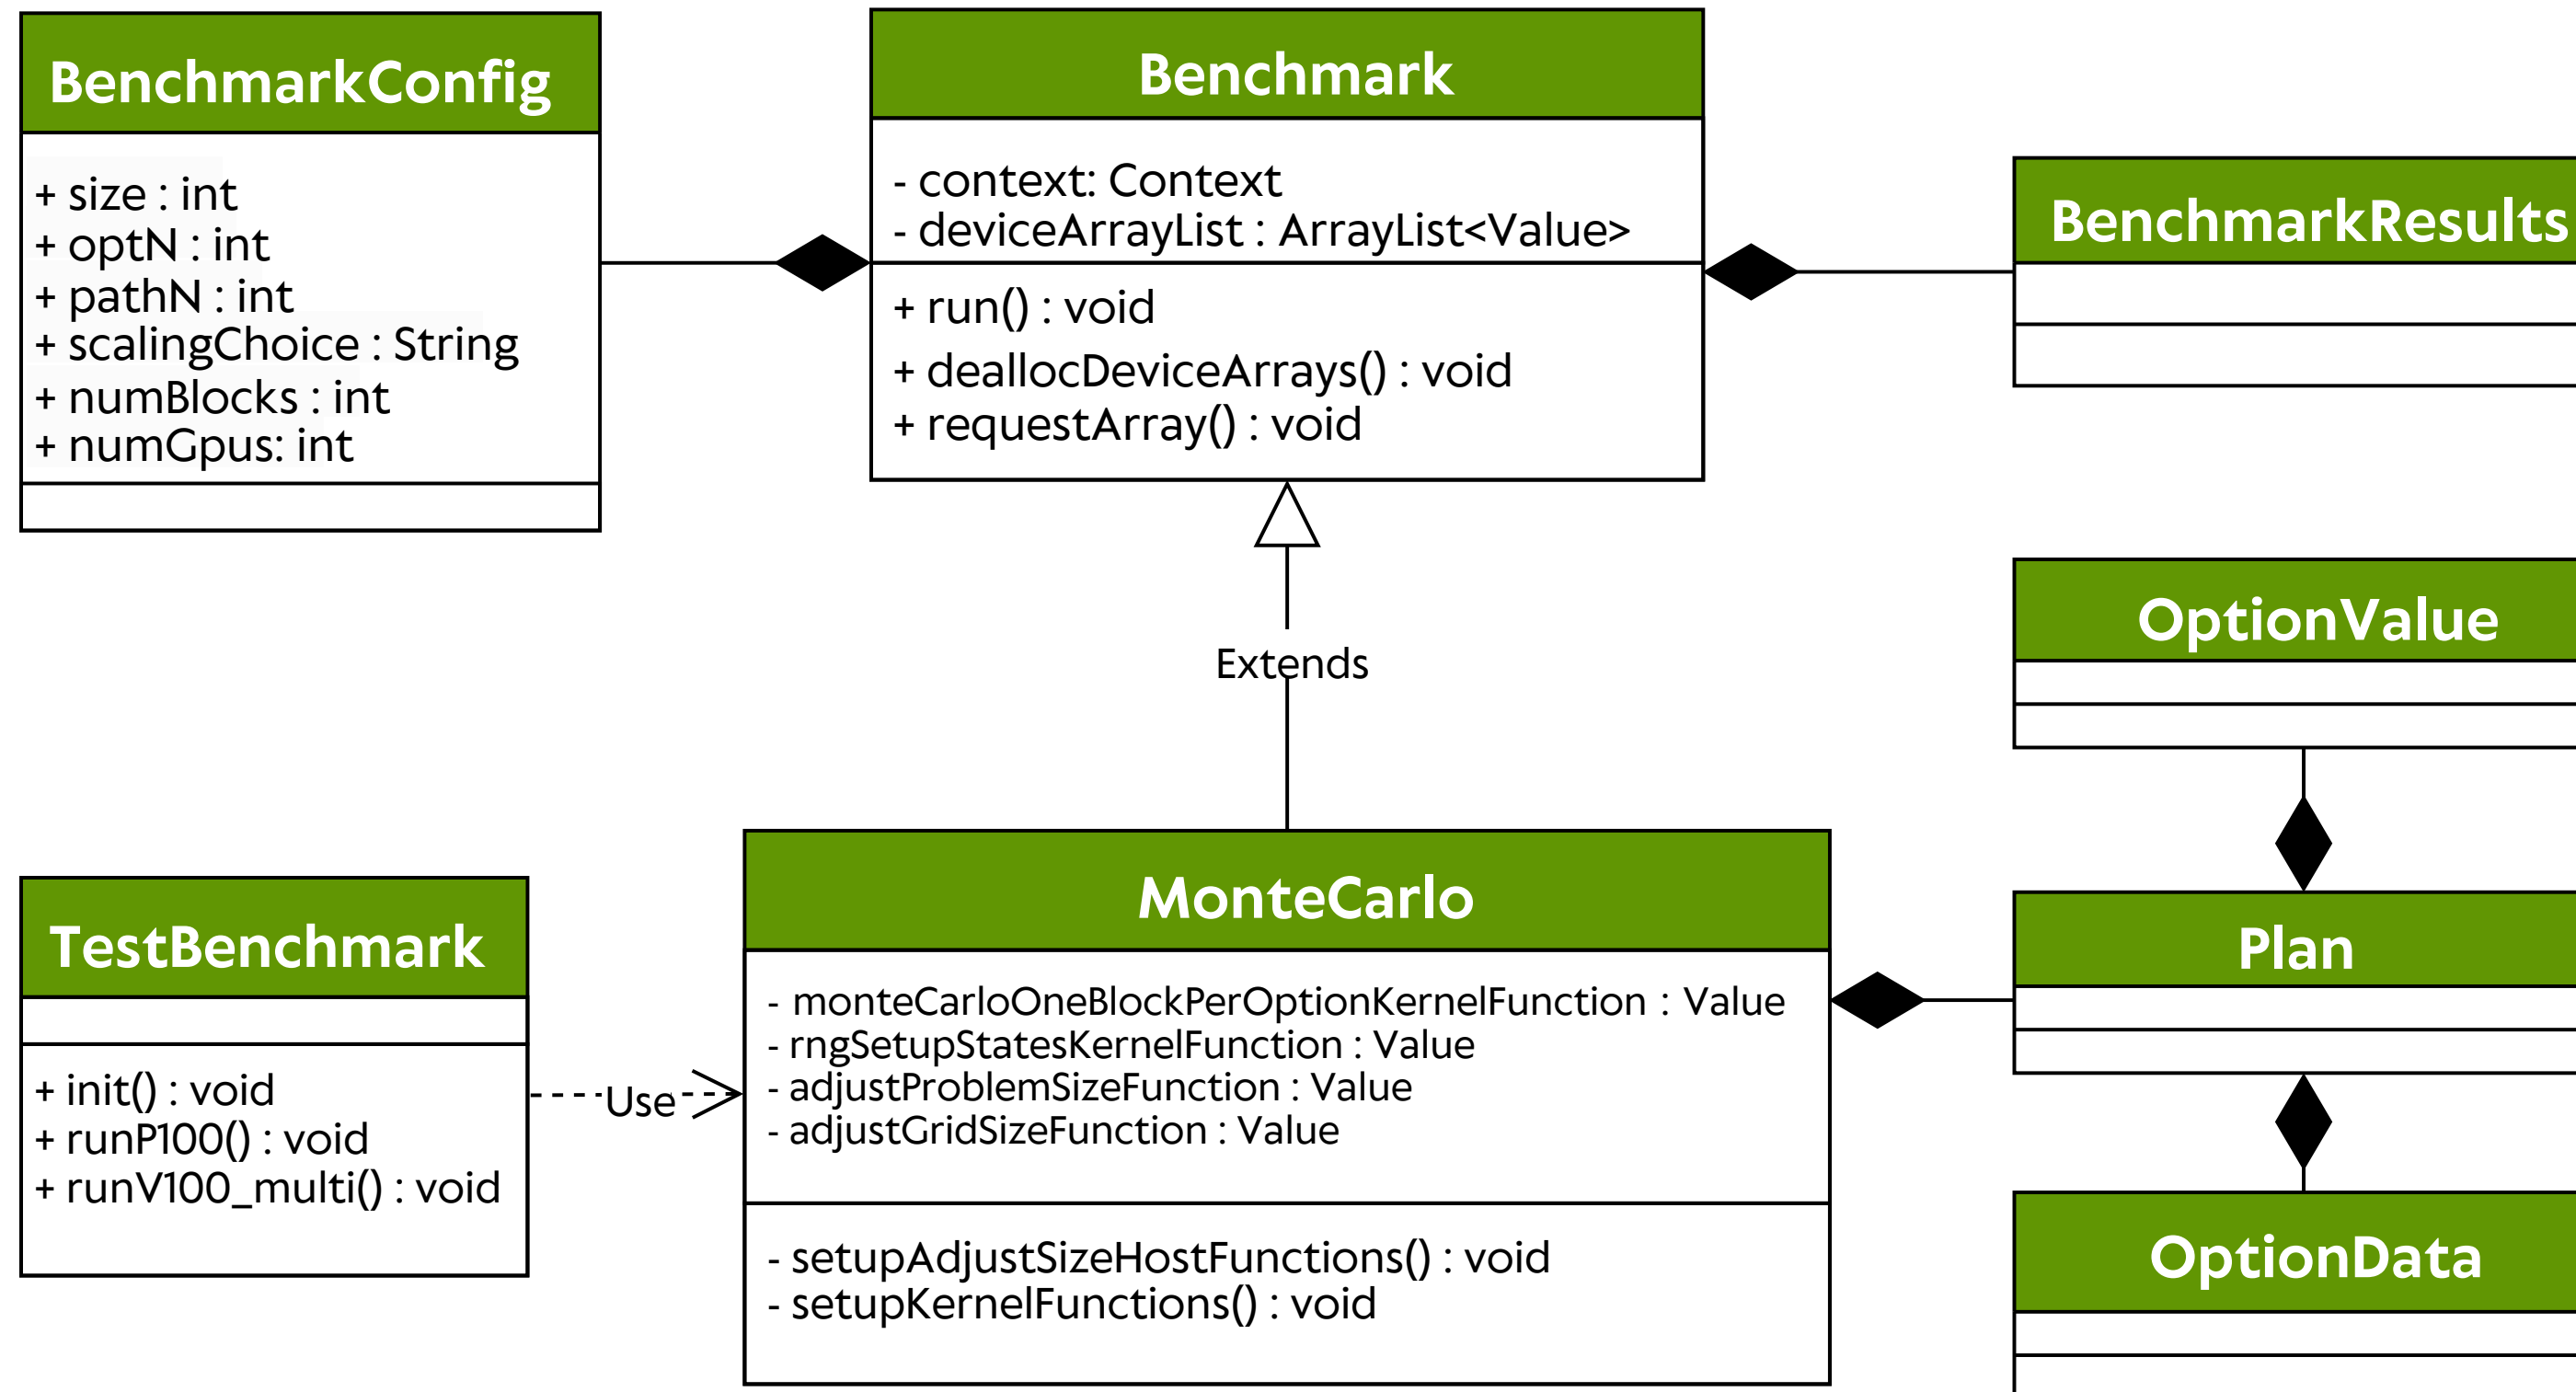 BenchmarkConfig
+ size : int
+ optN : int
+ pathN : int
+ scalingChoice : String
+ numBlocks : int
+ numGpus: int
Benchmark
- context: Context
- deviceArrayList : ArrayList<Value>
+ run() : void
+ deallocDeviceArrays() : void
+ requestArray() : void
BenchmarkResults
Extends
OptionValue
TestBenchmark
+ init() : void
+ runP100() : void
+ runV100_multi() : void
Use
MonteCarlo
- monteCarloOneBlockPerOptionKernelFunction : Value
- rngSetupStatesKernelFunction : Value
- adjustProblemSizeFunction : Value
- adjustGridSizeFunction : Value
- setupAdjustSizeHostFunctions() : void
- setupKernelFunctions() : void
Plan
OptionData